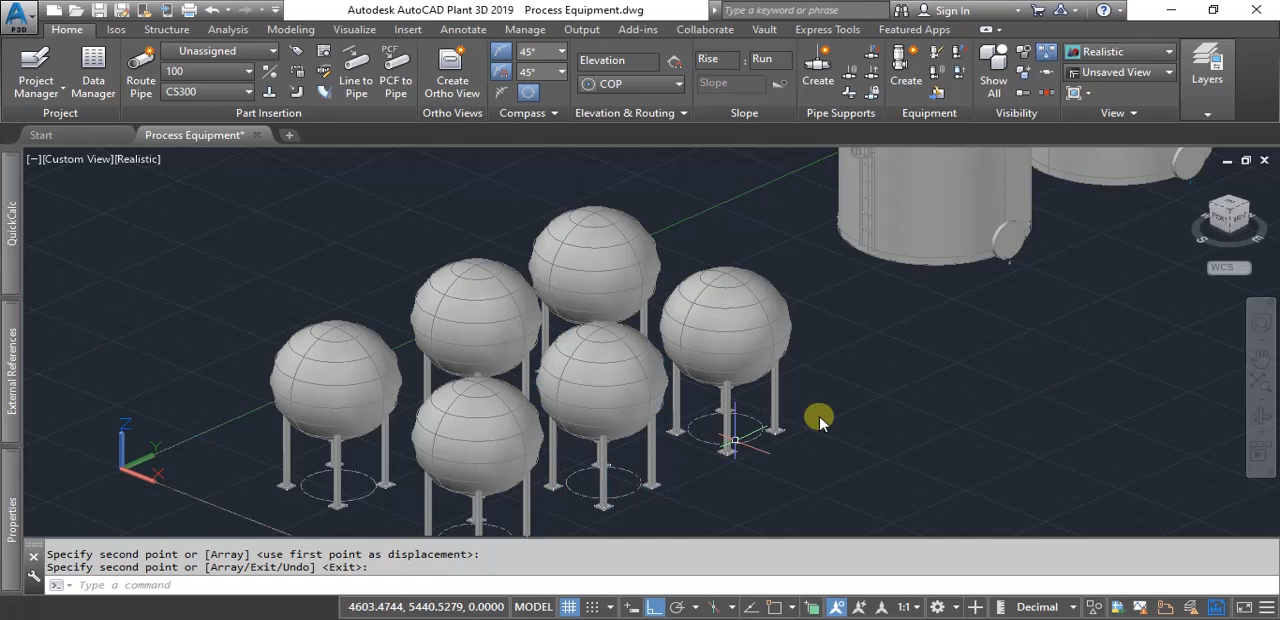 Autodesk AutoCAD Plant 3D 2019 Process Equipment.dwg
Type a keyword or phrase
Sign In
P3D
Home Isos Structure Analysis Modeling Visualize Insert Annotate Manage Output Add-ins Collaborate Vault Express Tools Featured Apps
Project Manager
Data Manager
Project
Route Pipe
Unassigned
100
CS300
Line to Pipe
PCF to Pipe
PCF
Part Insertion
Create Ortho View
Ortho Views
45°
45°
Compass
Elevation
COP
Elevation & Routing
Rise : Run
Slope
Slope
Create
Pipe Supports
Create
Equipment
Show All
Visibility
Realistic
Unsaved View
View
Layers
Start
Process Equipment*
[−][Custom View][Realistic]
QuickCalc
External References
Properties
Z
Y
X
S
E
WCS
Specify second point or [Array] <use first point as displacement>:
Specify second point or [Array/Exit/Undo] <Exit>:
Type a command
4603.4744, 5440.5279, 0.0000 MODEL 1:1 Decimal